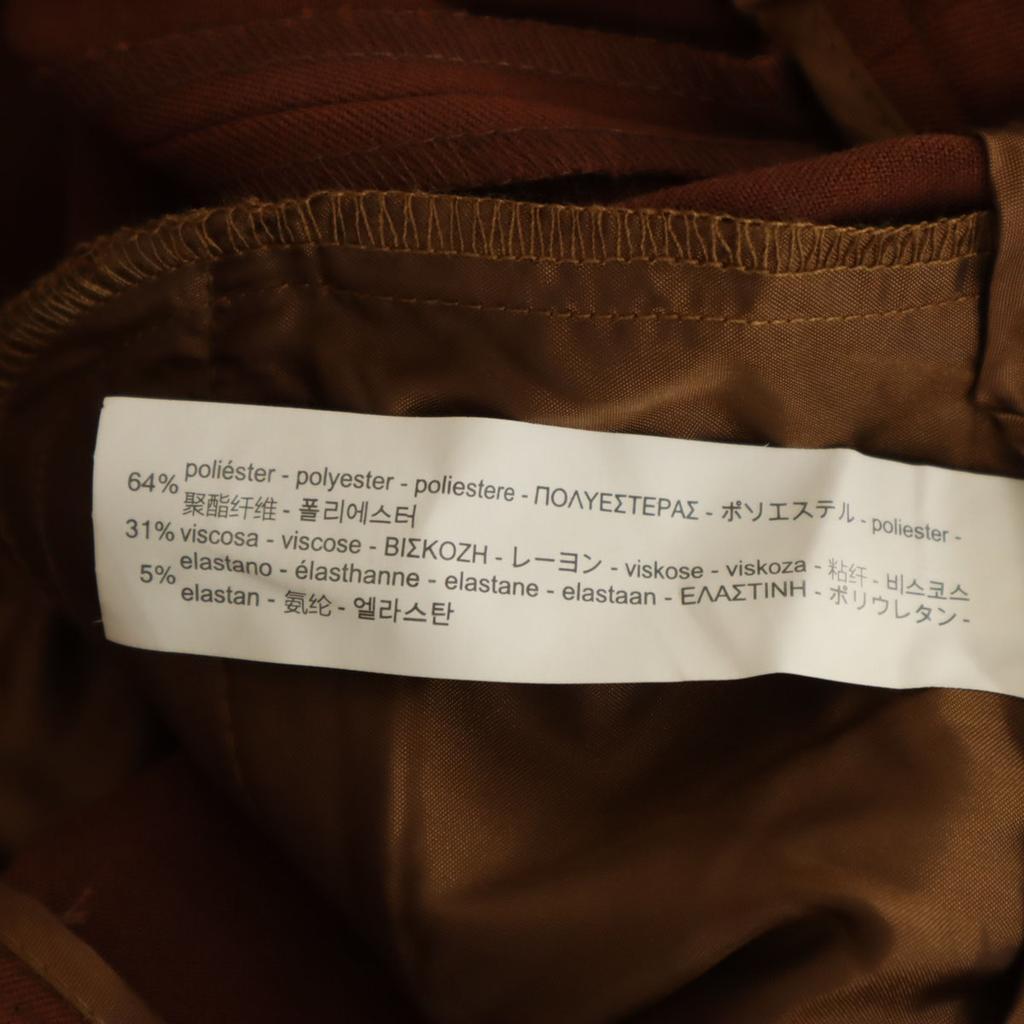 64% poliéster - polyester - poliestere - ΠΟΛΥΕΣΤΕΡΑΣ - ポリエステル - poliester -
聚酯纤维 - 폴리에스터
31% viscosa - viscose - ΒΙΣΚΟΖΗ - レーヨン - viskose - viskoza - 粘纤 - 비스코스
5% elastano - élasthanne - elastane - elastaan - ΕΛΑΣΤΙΝΗ - ポリウレタン -
elastan - 氨纶 - 엘라스탄